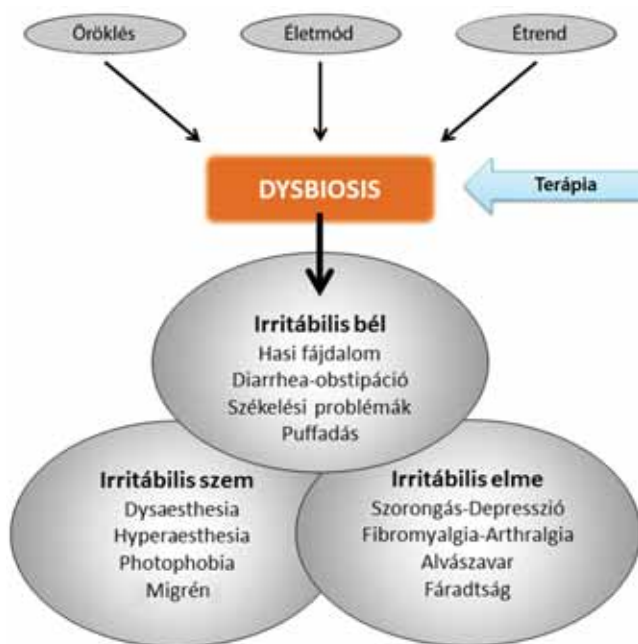 Öröklés
Életmód
Étrend
DYSBIOSIS
Terápia
Irritábilis bél
Hasi fájdalom
Diarrhea-obstipáció
Székelési problémák
Puffadás
Irritábilis szem
Dysaesthesia
Hyperaesthesia
Photophobia
Migrén
Irritábilis elme
Szorongás-Depresszió
Fibromyalgia-Arthralgia
Alvászavar
Fáradtság